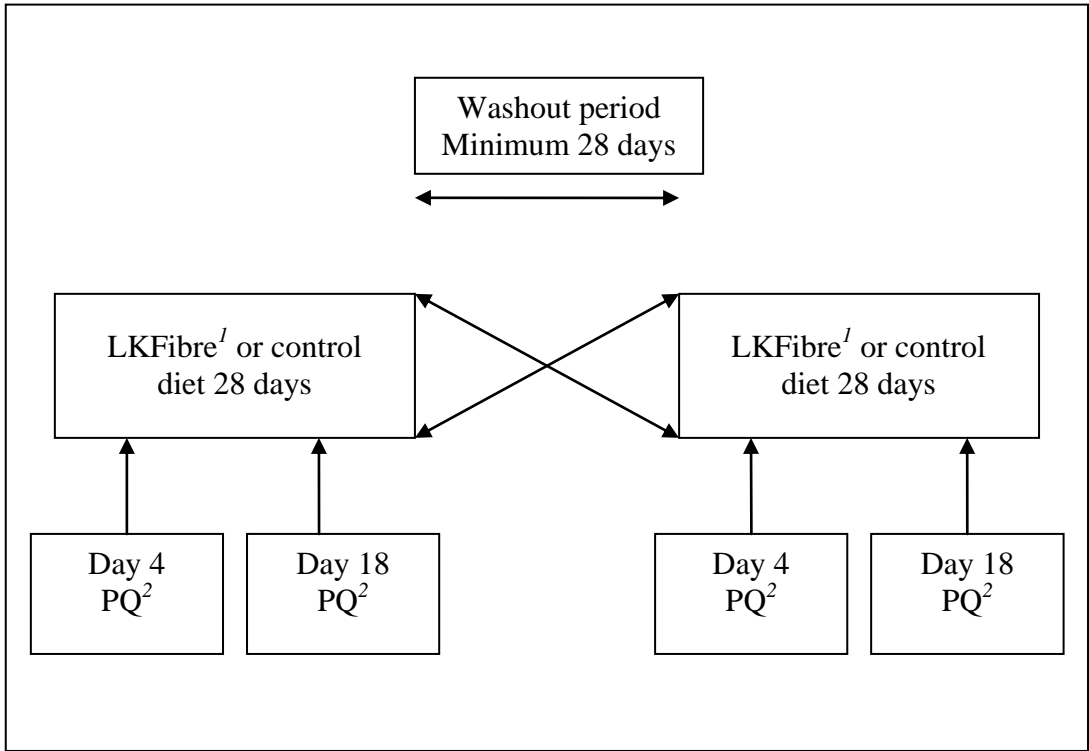 Washout period
Minimum 28 days
LKFibre¹ or control
diet 28 days
LKFibre¹ or control
diet 28 days
Day 4
PQ²
Day 18
PQ²
Day 4
PQ²
Day 18
PQ²